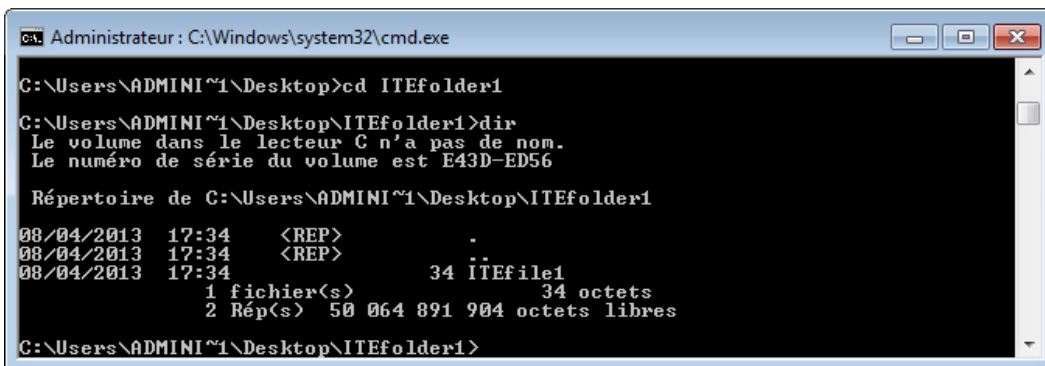 Administrateur : C:\Windows\system32\cmd.exe
C:\Users\ADMINI~1\Desktop>cd ITEfolder1
C:\Users\ADMINI~1\Desktop\ITEfolder1>dir
Le volume dans le lecteur C n'a pas de nom.
Le numéro de série du volume est E43D-ED56
Répertoire de C:\Users\ADMINI~1\Desktop\ITEfolder1
08/04/2013  17:34    <REP>          .
08/04/2013  17:34    <REP>          ..
08/04/2013  17:34                34 ITEfile1
1 fichier(s)               34 octets
2 Rép(s)  50 064 891 904 octets libres
C:\Users\ADMINI~1\Desktop\ITEfolder1>